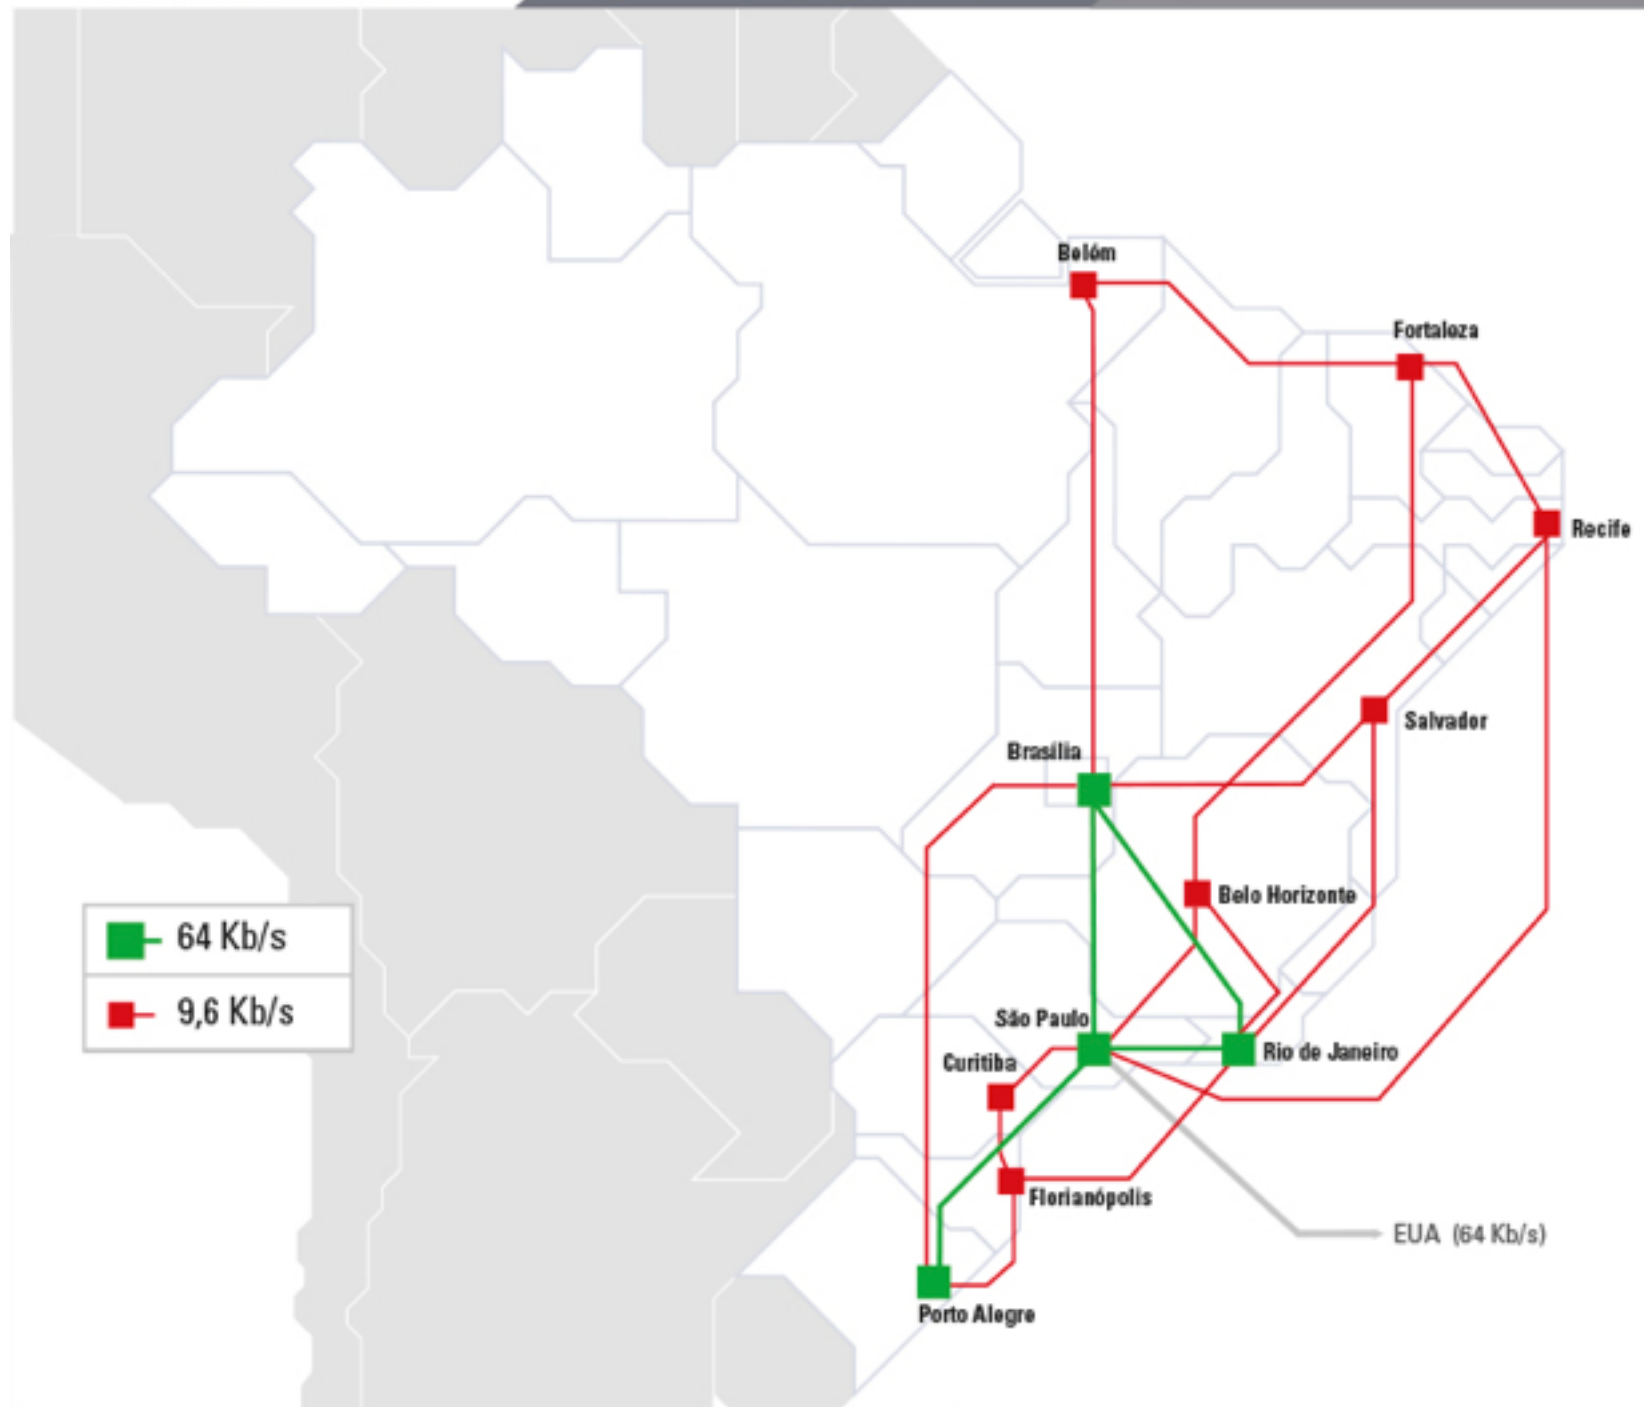 Belém
Fortaleza
Recife
Salvador
Brasília
Belo Horizonte
64 Kb/s
9,6 Kb/s
São Paulo
Rio de Janeiro
Curitiba
Florianópolis
EUA (64 Kb/s)
Porto Alegre